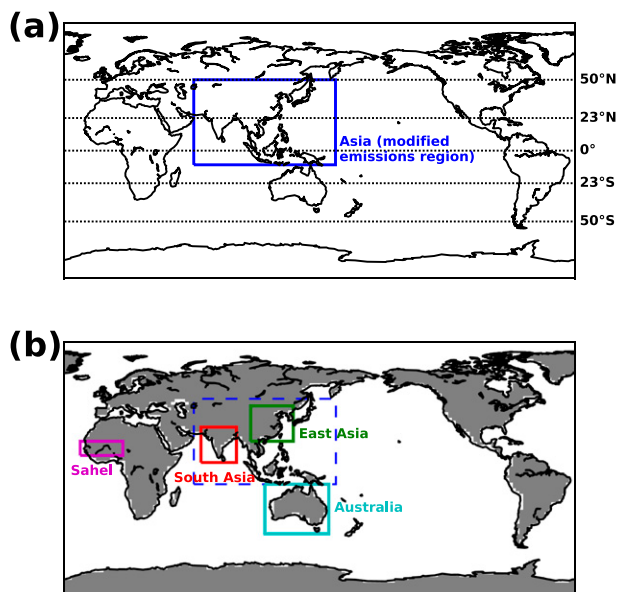 (a)
50°N
23°N
Asia (modified
emissions region)
0°
23°S
50°S
(b)
East Asia
Sahel
South Asia
Australia